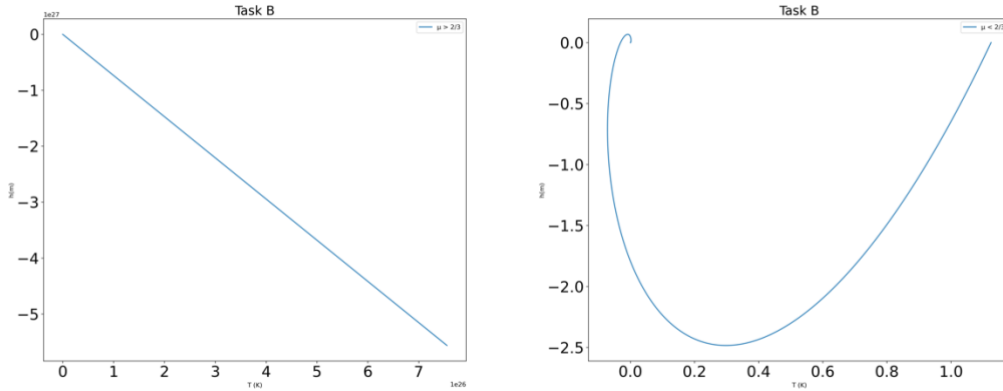 Task B
1e27
μ > 2/3
0
−1
−2
−3
−4
−5
h(m)
0 1 2 3 4 5 6 7
1e26
T (K)
Task B
μ < 2/3
0.0
−0.5
−1.0
−1.5
−2.0
−2.5
h(m)
0.0 0.2 0.4 0.6 0.8 1.0
T (K)